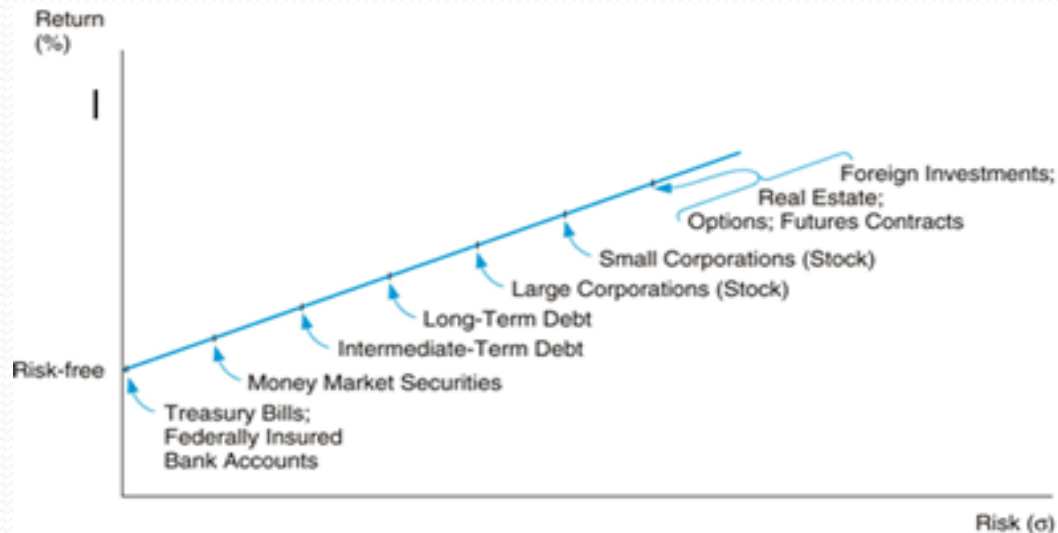 Return
(%)
Foreign Investments;
Real Estate;
Options; Futures Contracts
Small Corporations (Stock)
Large Corporations (Stock)
Long-Term Debt
Intermediate-Term Debt
Risk-free
Money Market Securities
Treasury Bills;
Federally Insured
Bank Accounts
Risk (σ)